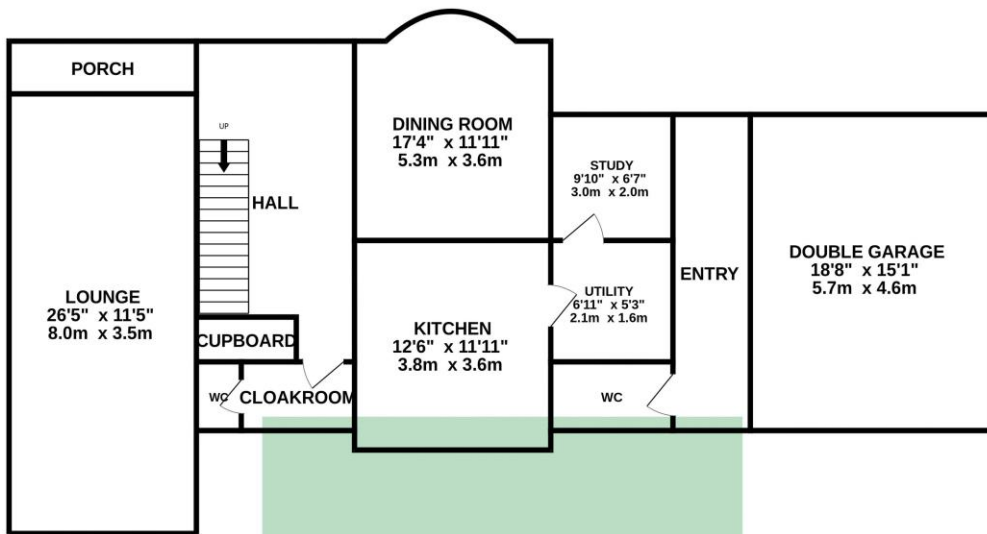 PORCH
UP
HALL
LOUNGE
26'5" x 11'5"
8.0m x 3.5m
CUPBOARD
WC
CLOAKROOM
DINING ROOM
17'4" x 11'11"
5.3m x 3.6m
KITCHEN
12'6" x 11'11"
3.8m x 3.6m
STUDY
9'10" x 6'7"
3.0m x 2.0m
UTILITY
6'11" x 5'3"
2.1m x 1.6m
WC
ENTRY
DOUBLE GARAGE
18'8" x 15'1"
5.7m x 4.6m